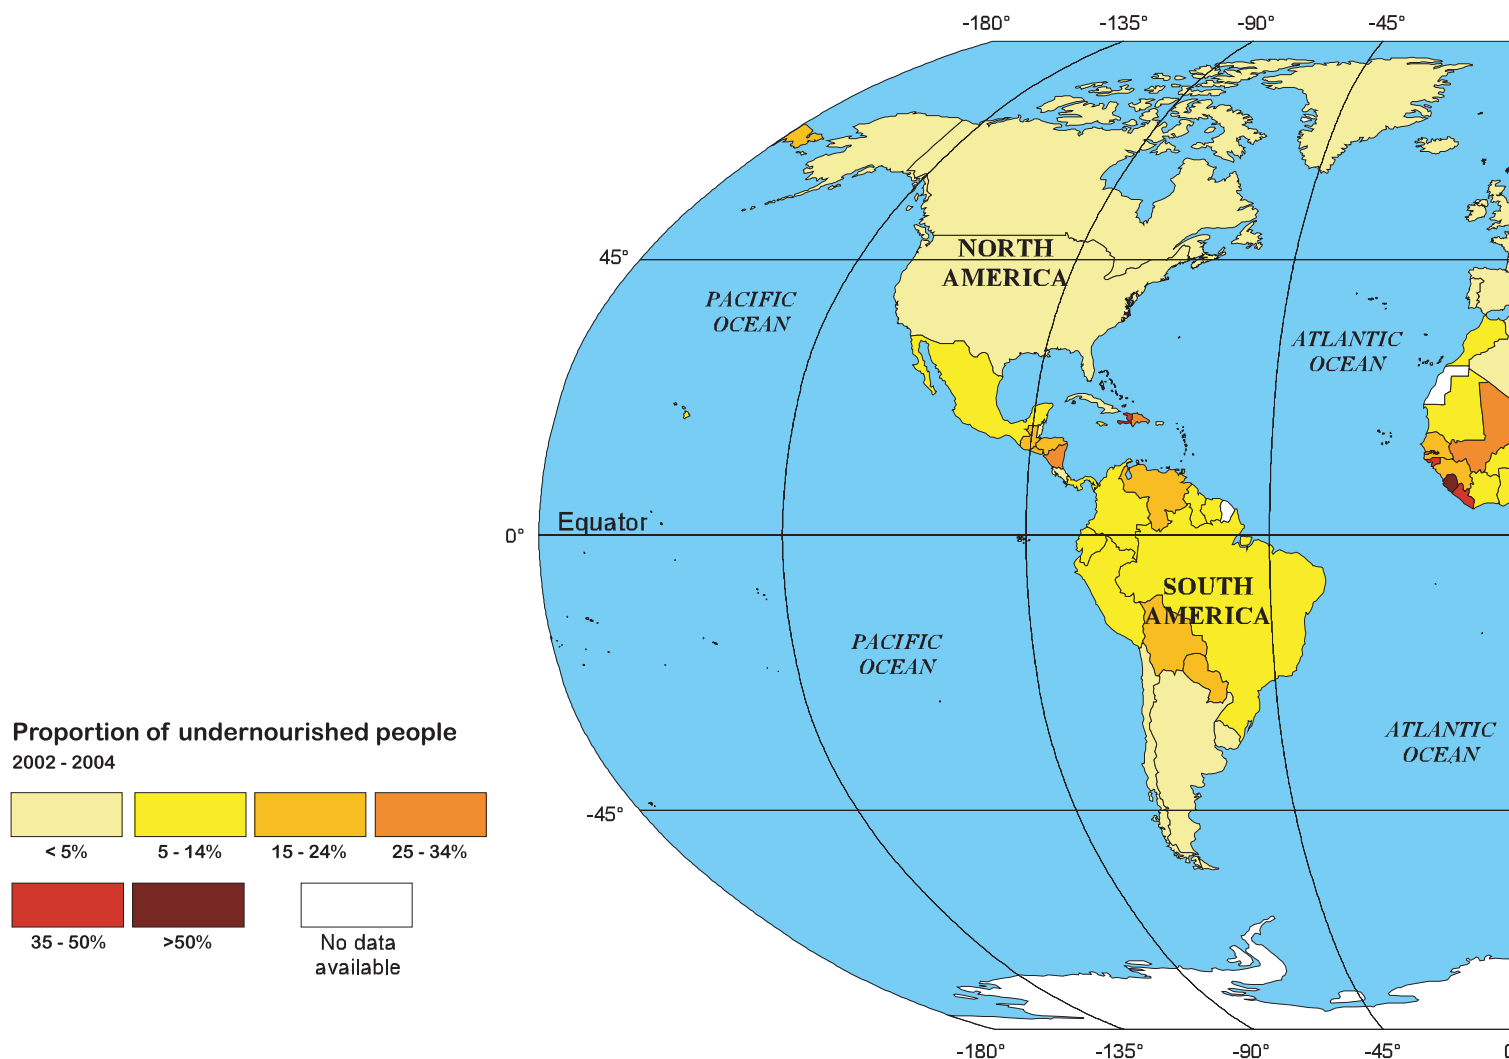 -180°
-135°
-90°
-45°
45°
NORTH
AMERICA
PACIFIC
OCEAN
ATLANTIC
OCEAN
Equator
0°
SOUTH
AMERICA
PACIFIC
OCEAN
ATLANTIC
OCEAN
-45°
Proportion of undernourished people
2002 - 2004
< 5%
5 - 14%
15 - 24%
25 - 34%
35 - 50%
>50%
No data
available
-180°
-135°
-90°
-45°